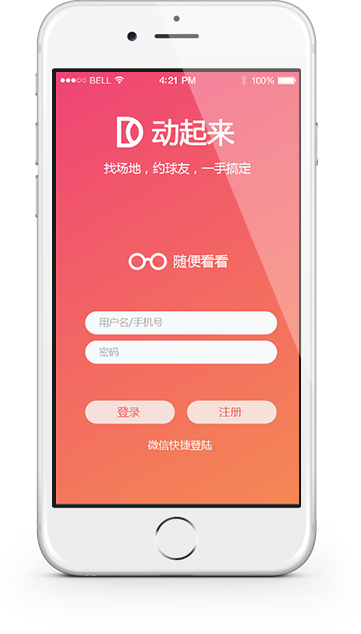 BELL 4:21 PM 100%
动起来
找场地，约球友，一手搞定
随便看看
用户名/手机号
密码
登录 注册
微信快捷登陆